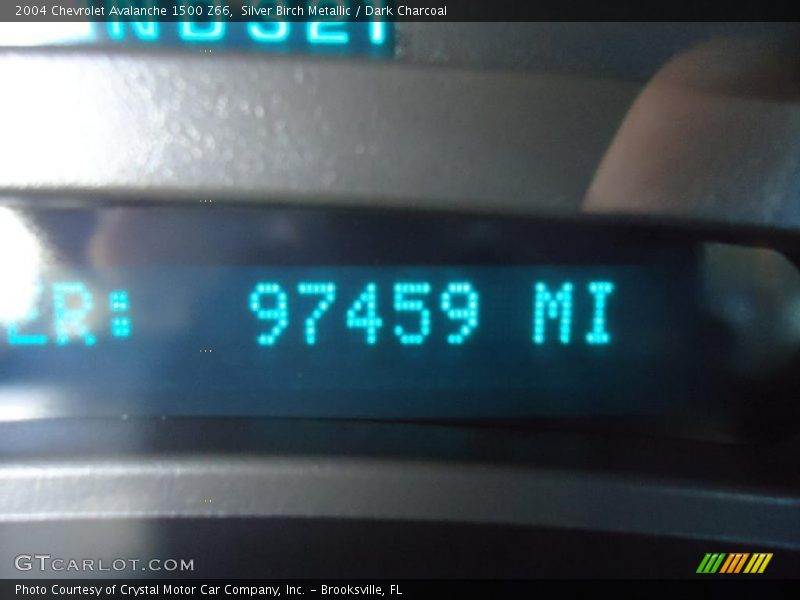 2004 Chevrolet Avalanche 1500 Z66, Silver Birch Metallic / Dark Charcoal
ER: 97459 MI
GTCARLOT.COM
Photo Courtesy of Crystal Motor Car Company, Inc. – Brooksville, FL